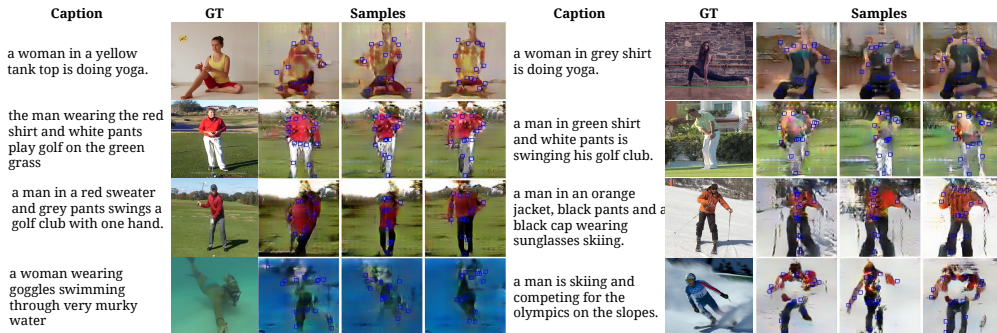 Caption GT Samples Caption GT Samples
a woman in a yellow
tank top is doing yoga.
a woman in grey shirt
is doing yoga.
the man wearing the red
shirt and white pants
play golf on the green
grass
a man in green shirt
and white pants is
swinging his golf club.
a man in a red sweater
and grey pants swings a
golf club with one hand.
a man in an orange
jacket, black pants and a
black cap wearing
sunglasses skiing.
a woman wearing
goggles swimming
through very murky
water
a man is skiing and
competing for the
olympics on the slopes.